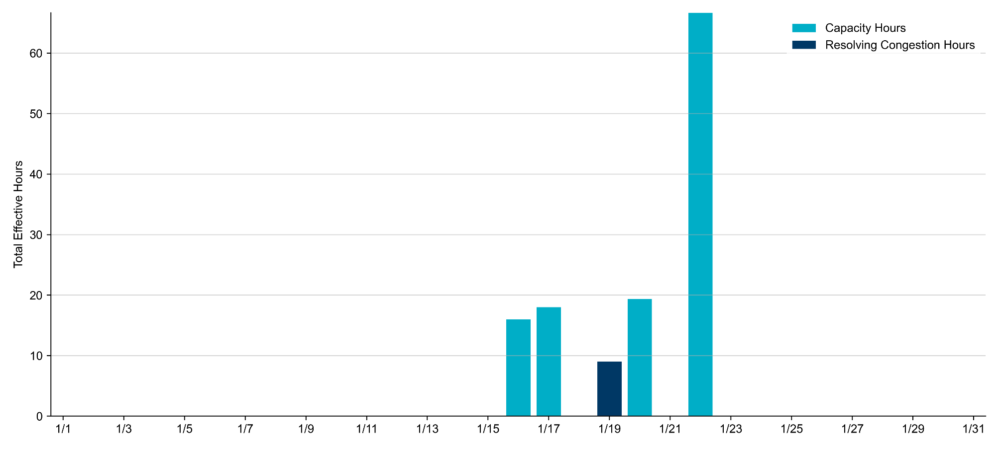 Capacity Hours
Resolving Congestion Hours
Total Effective Hours
60
50
40
30
20
10
0
1/1 1/3 1/5 1/7 1/9 1/11 1/13 1/15 1/17 1/19 1/21 1/23 1/25 1/27 1/29 1/31